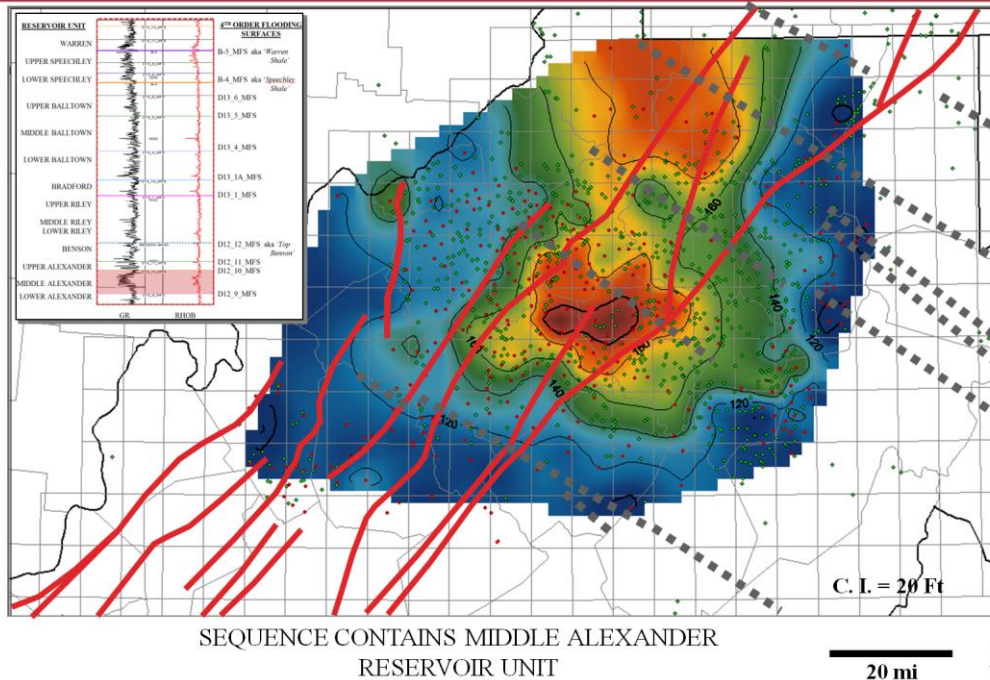 RESERVOIR UNIT
4TH ORDER FLOODING
SURFACES
WARREN
B-5_MFS aka 'Warren
Shale'
UPPER SPEECHLEY
LOWER SPEECHLEY
B-4_MFS aka 'Speechley
Shale'
D13_6_MFS
UPPER BALLTOWN
D13_5_MFS
MIDDLE BALLTOWN
D13_4_MFS
LOWER BALLTOWN
D13_1A_MFS
BRADFORD
D13_1_MFS
UPPER RILEY
MIDDLE RILEY
LOWER RILEY
D12_12_MFS aka 'Top
Benson'
BENSON
D12_11_MFS
UPPER ALEXANDER
D12_10_MFS
MIDDLE ALEXANDER
D12_9_MFS
LOWER ALEXANDER
GR RHOB
160
140
120
160
140
120
120
C. I. = 20 Ft
SEQUENCE CONTAINS MIDDLE ALEXANDER
RESERVOIR UNIT
20 mi